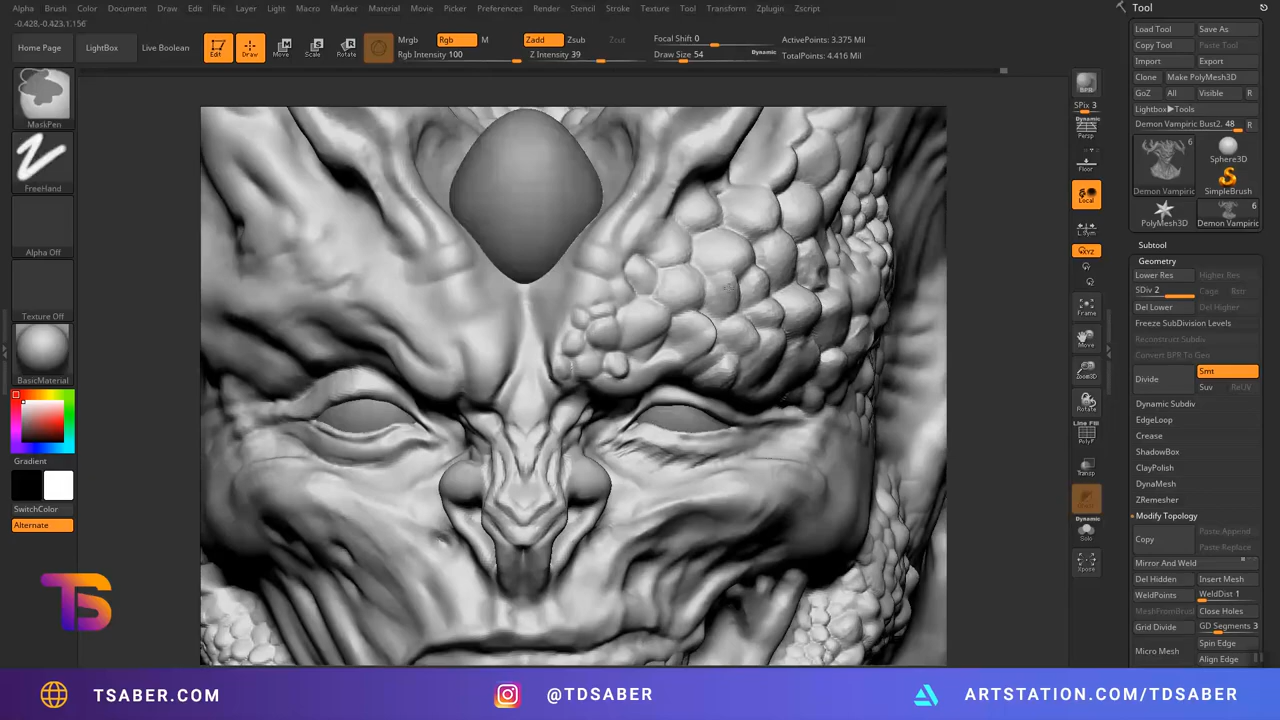 Alpha Brush Color Document Draw Edit File Layer Light Macro Marker Material Movie Picker Preferences Render Stencil Stroke Texture Tool Transform Zplugin Zscript
-0.428,-0.423,1.156
Home Page LightBox Live Boolean Edit Draw Move Scale Rotate
Mrgb Rgb M
Rgb Intensity 100
Zadd Zsub Zcut
Z Intensity 39
Focal Shift 0
Draw Size 54
Dynamic
ActivePoints: 3.375 Mil
TotalPoints: 4.416 Mil
MaskPen
FreeHand
Alpha Off
Texture Off
BasicMaterial
Gradient
SwitchColor
Alternate
TS
BPR
SPix 3
Dynamic
Persp
Floor
Local
L.Sym
XYZ
Frame
Move
Zoom3D
Rotate
Line Fill
PolyF
Transp
Dynamic
Solo
Xpose
Tool
Load Tool Save As
Copy Tool Paste Tool
Import Export
Clone Make PolyMesh3D
GoZ All Visible R
Lightbox▶Tools
Demon Vampiric Bust2. 48 R
6
Sphere3D
Demon Vampiric
SimpleBrush
6
PolyMesh3D Demon Vampiric
Subtool
Geometry
Lower Res Higher Res
SDiv 2 Cage Rstr
Del Lower Del Higher
Freeze SubDivision Levels
Reconstruct Subdiv
Convert BPR To Geo
Divide Smt
Suv ReUV
Dynamic Subdiv
EdgeLoop
Crease
ShadowBox
ClayPolish
DynaMesh
ZRemesher
Modify Topology
Copy Paste Append
Paste Replace
Mirror And Weld
Del Hidden Insert Mesh
WeldPoints WeldDist 1
MeshFromBrush Close Holes
Grid Divide GD Segments 3
Spin Edge
Micro Mesh
Align Edge
TSABER.COM @TDSABER ARTSTATION.COM/TDSABER